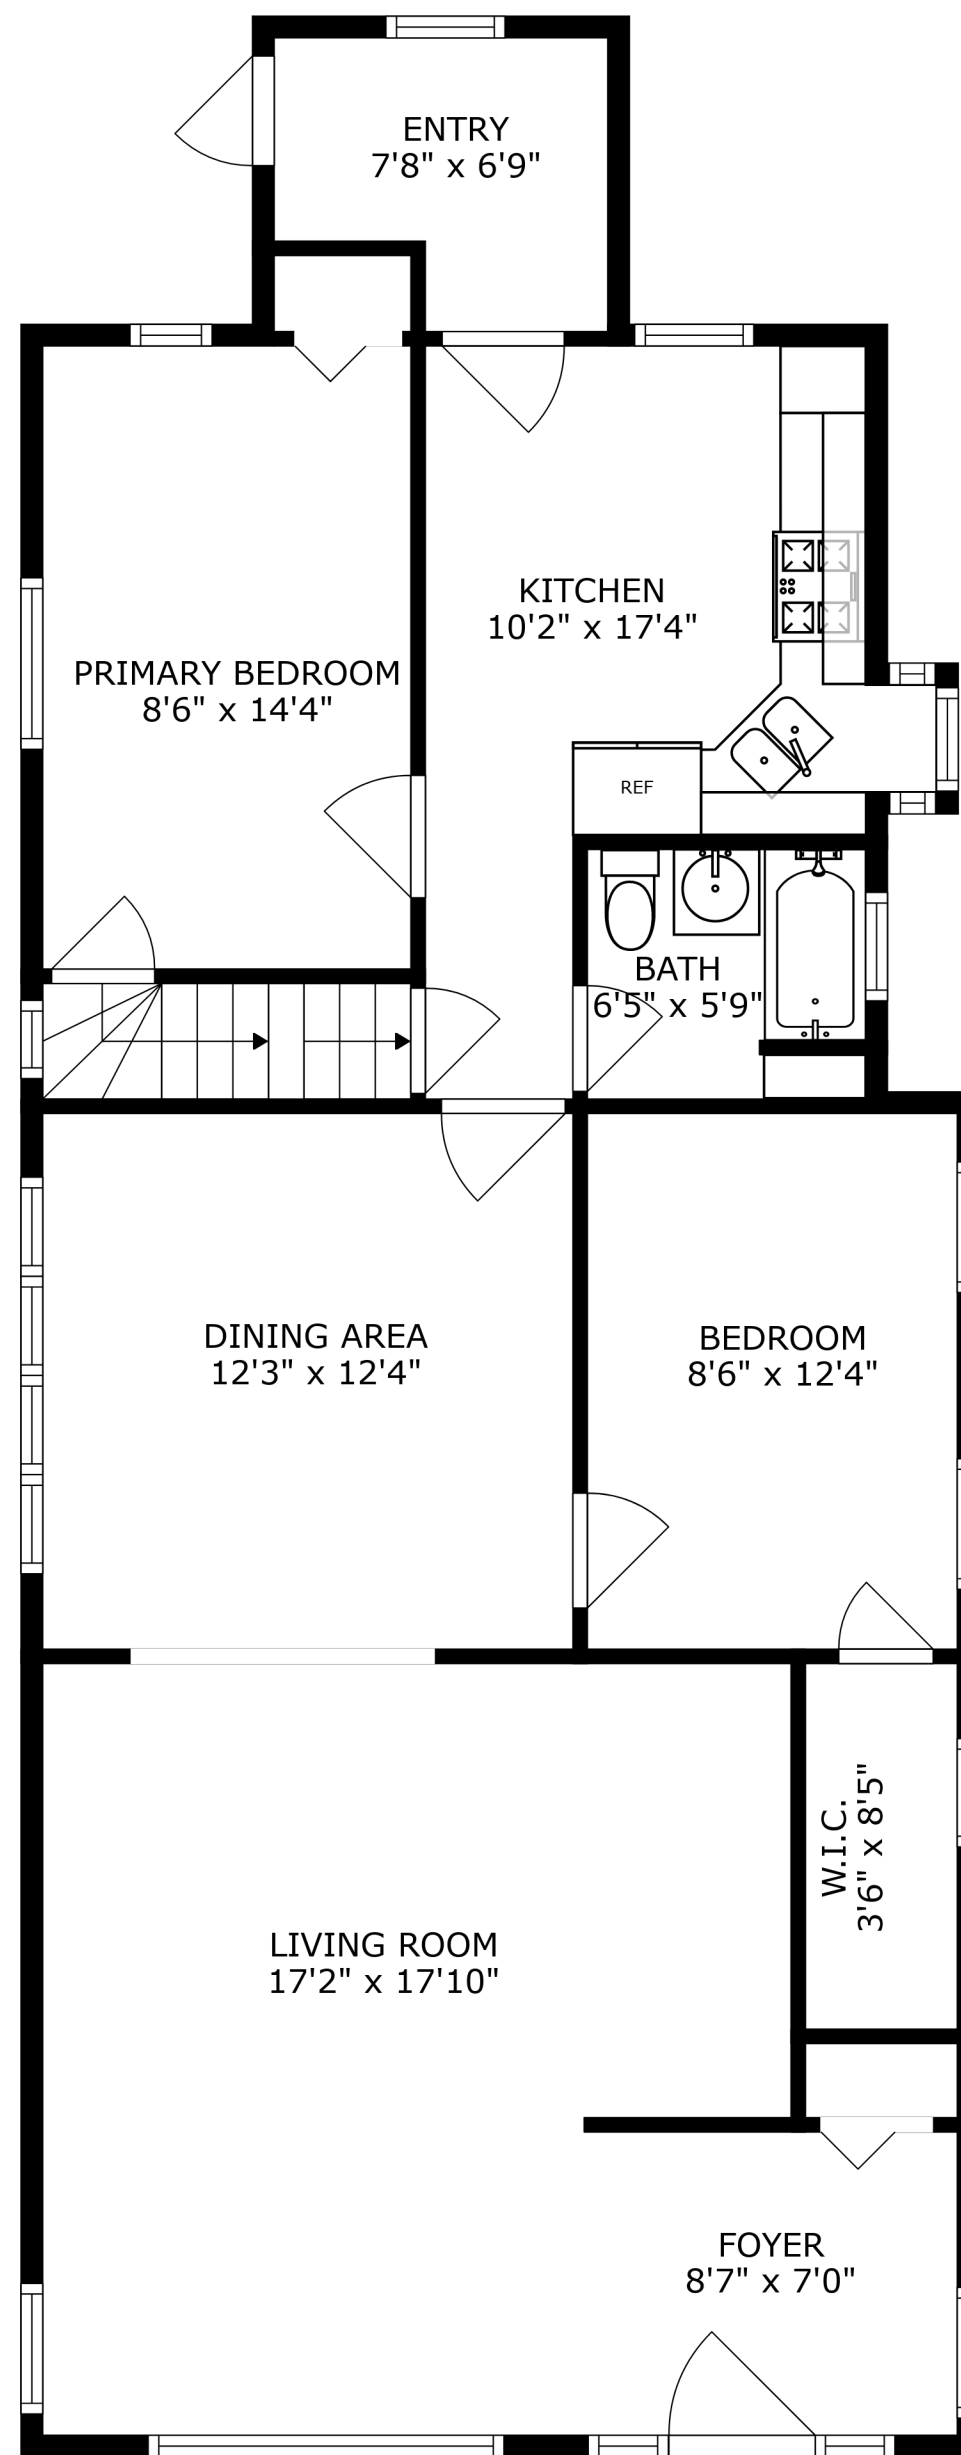 ENTRY
7'8" x 6'9"
KITCHEN
10'2" x 17'4"
PRIMARY BEDROOM
8'6" x 14'4"
REF
BATH
6'5" x 5'9"
DINING AREA
12'3" x 12'4"
BEDROOM
8'6" x 12'4"
W.I.C.
3'6" x 8'5"
LIVING ROOM
17'2" x 17'10"
FOYER
8'7" x 7'0"